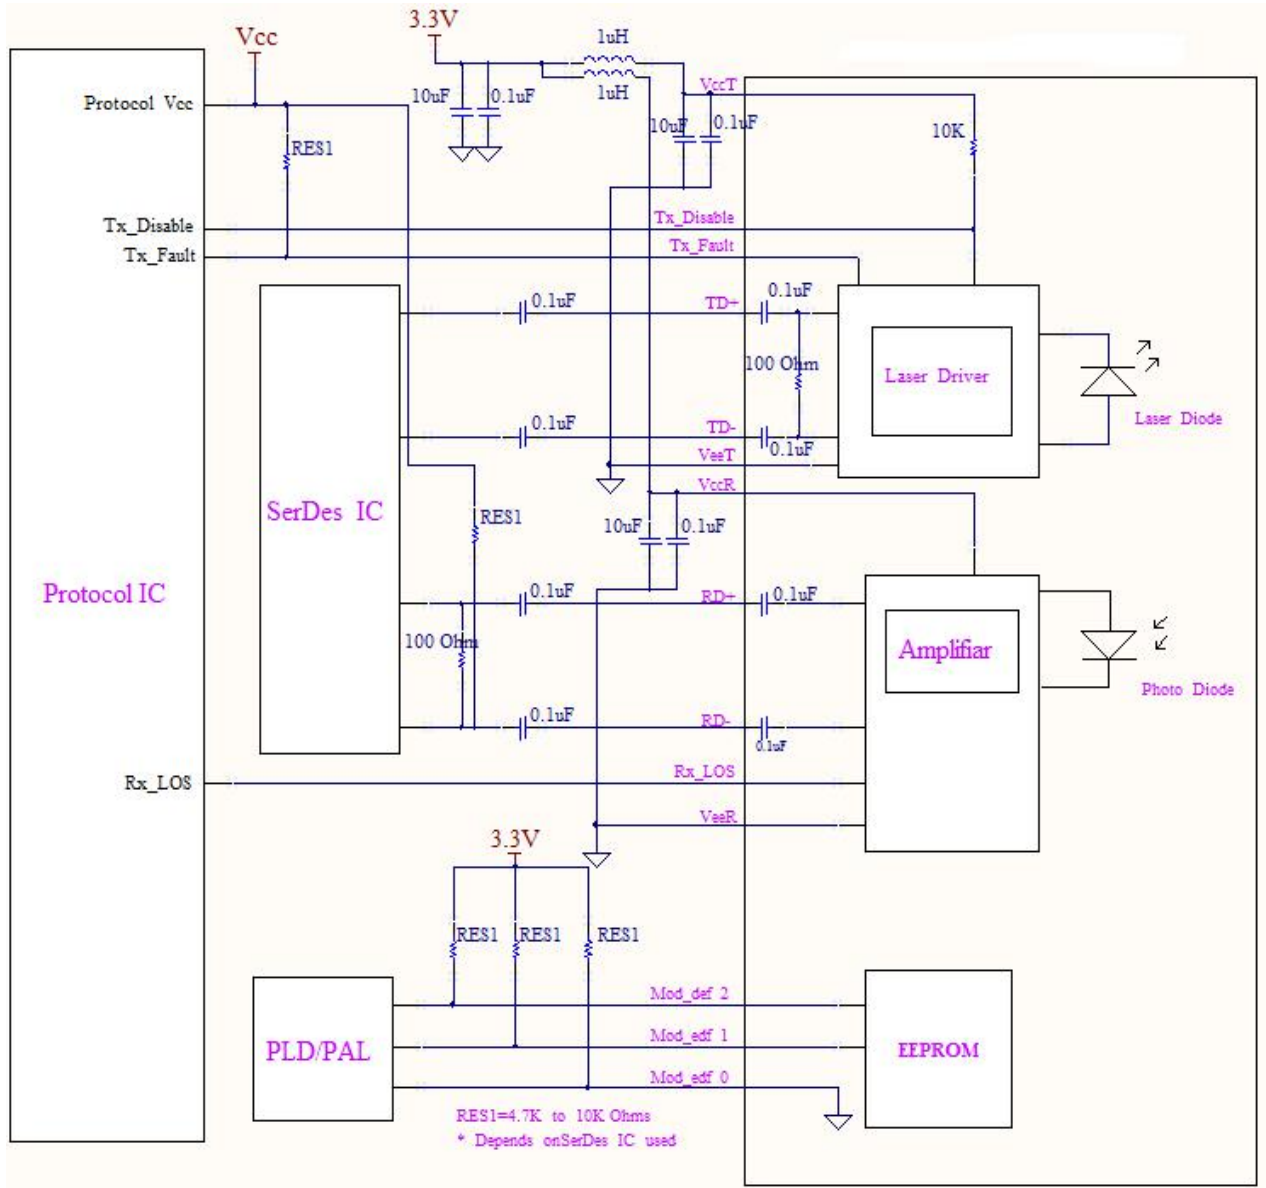 3.3V
Vcc
1uH
1uH
VccT
Protocol Vcc
10uF
0.1uF
10uF
0.1uF
10K
RES1
Tx_Disable
Tx_Disable
Tx_Fault
Tx_Fault
0.1uF
TD+
0.1uF
100 Ohm
Laser Driver
Laser Diode
0.1uF
TD-
0.1uF
VeeT
VccR
SerDes IC
RES1
10uF
0.1uF
Protocol IC
0.1uF
RD+
0.1uF
100 Ohm
Amplifiar
Photo Diode
0.1uF
RD-
0.1uF
Rx_LOS
Rx_LOS
VeeR
3.3V
RES1
RES1
RES1
Mod_def 2
Mod_edf 1
PLD/PAL
EEPROM
Mod_edf 0
RES1=4.7K to 10K Ohms
* Depends onSerDes IC used